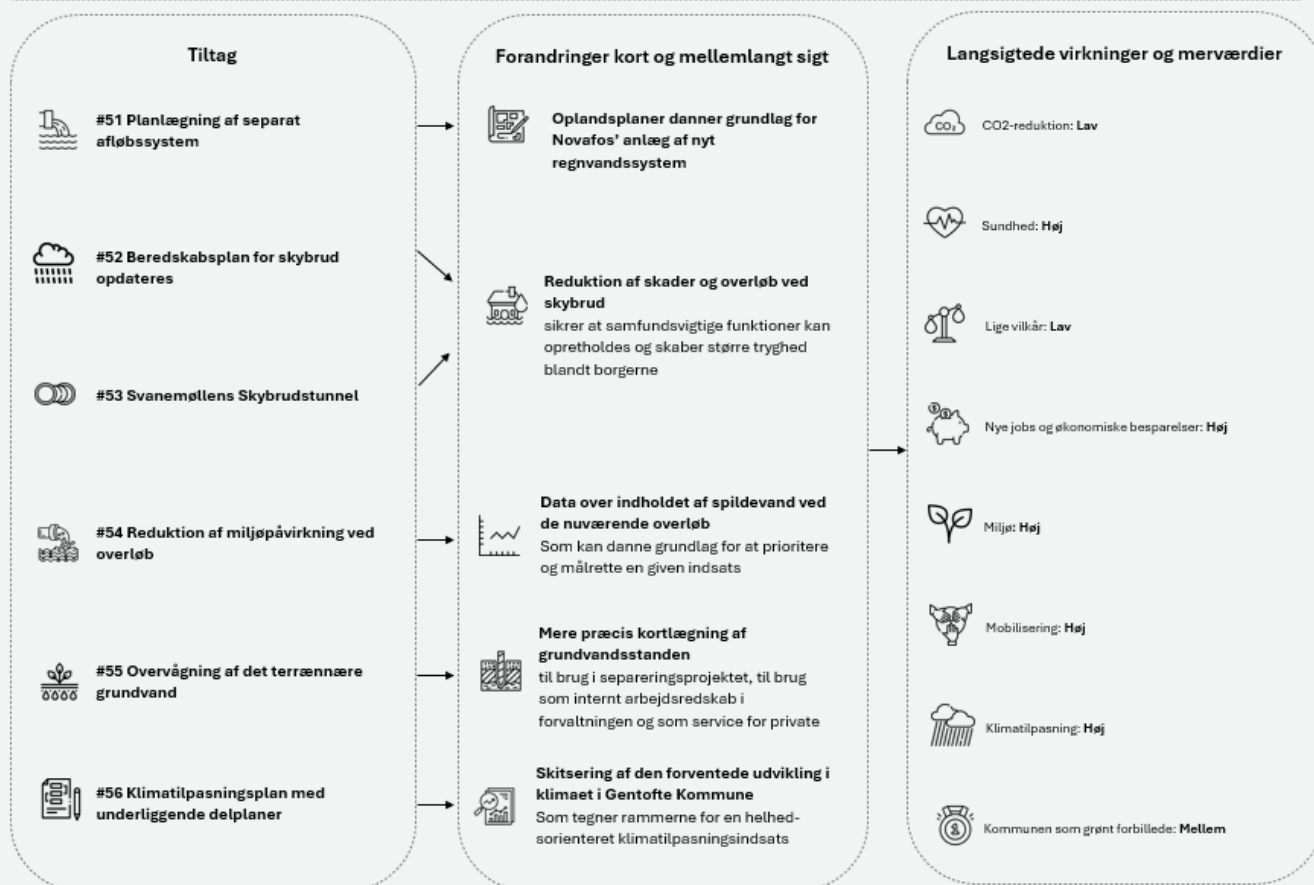 Tiltag
#51 Planlægning af separat
afløbssystem
#52 Beredskabsplan for skybrud
opdateres
#53 Svanemøllens Skybrudstunnel
#54 Reduktion af miljøpåvirkning ved
overløb
#55 Overvågning af det terrænnære
grundvand
#56 Klimatilpasningsplan med
underliggende delplaner
Forandringer kort og mellemlangt sigt
Oplandsplaner danner grundlag for
Novafos' anlæg af nyt
regnvandssystem
Reduktion af skader og overløb ved
skybrud
sikrer at samfundsvigtige funktioner kan
opretholdes og skaber større tryghed
blandt borgerne
Data over indholdet af spildevand ved
de nuværende overløb
Som kan danne grundlag for at prioritere
og målrette en given indsats
Mere præcis kortlægning af
grundvandsstanden
til brug i separeringsprojektet, til brug
som internt arbejdsredskab i
forvaltningen og som service for private
Skitsering af den forventede udvikling i
klimaet i Gentofte Kommune
Som tegner rammerne for en helhed-
sorienteret klimatilpasningsindsats
Langsigtede virkninger og merværdier
CO₂
CO2-reduktion: Lav
Sundhed: Høj
Lige vilkår: Lav
Nye jobs og økonomiske besparelser: Høj
Miljø: Høj
Mobilisering: Høj
Klimatilpasning: Høj
Kommunen som grønt forbillede: Mellem